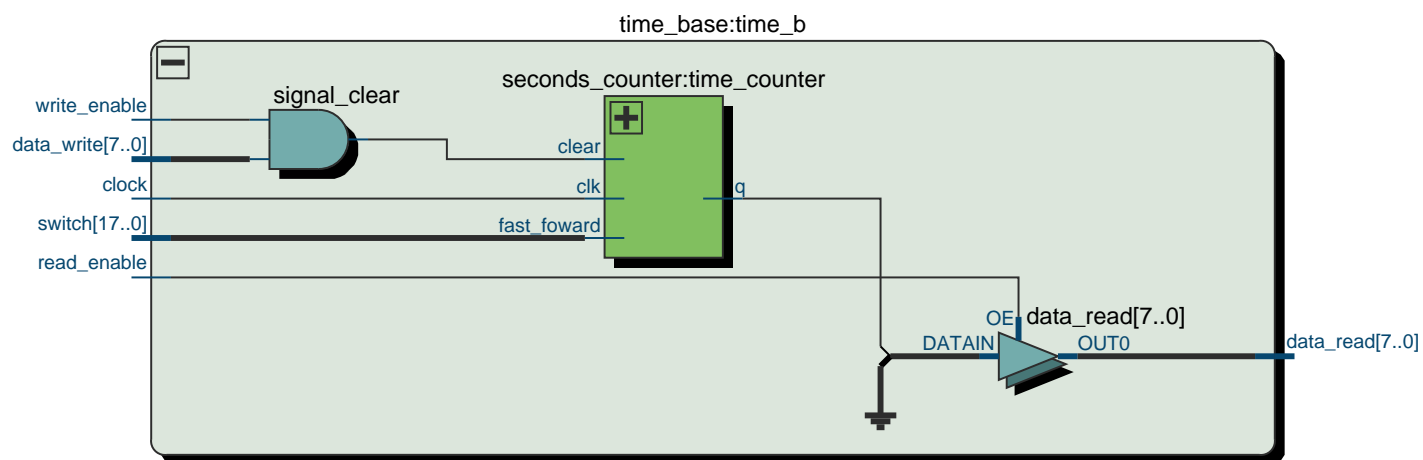 time_base:time_b
seconds_counter:time_counter
signal_clear
write_enable
data_write[7..0]
clear
clock
clk
q
switch[17..0]
fast_foward
read_enable
OE
data_read[7..0]
DATAIN
OUT0
data_read[7..0]